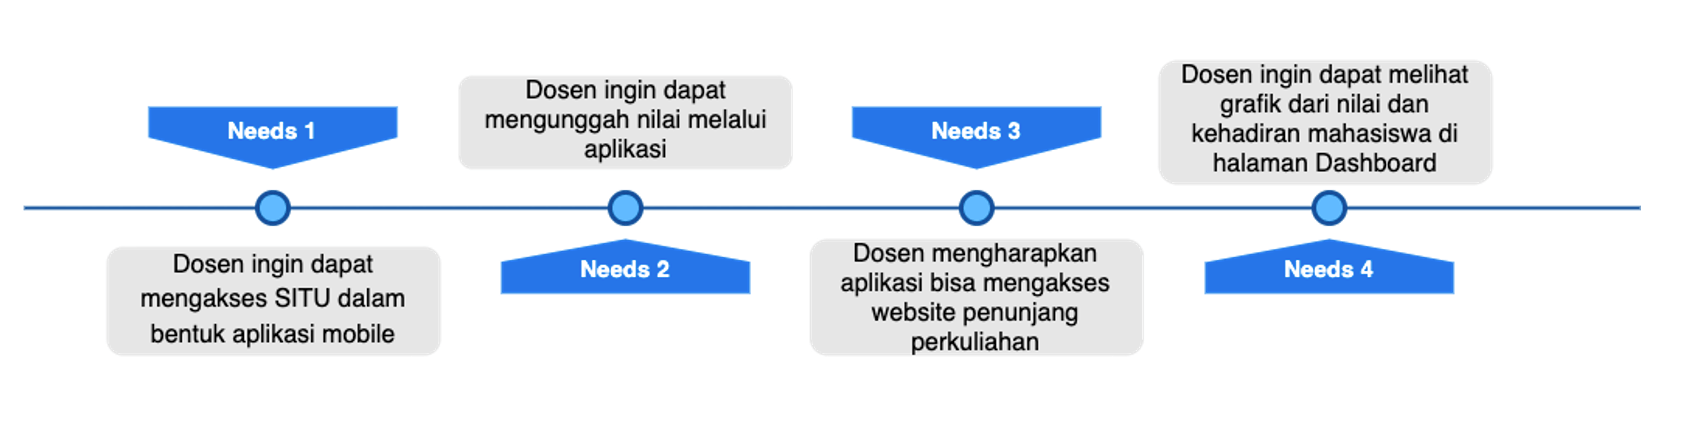 Needs 1
Dosen ingin dapat
mengakses SITU dalam
bentuk aplikasi mobile
Dosen ingin dapat
mengunggah nilai melalui
aplikasi
Needs 2
Needs 3
Dosen mengharapkan
aplikasi bisa mengakses
website penunjang
perkuliahan
Dosen ingin dapat melihat
grafik dari nilai dan
kehadiran mahasiswa di
halaman Dashboard
Needs 4